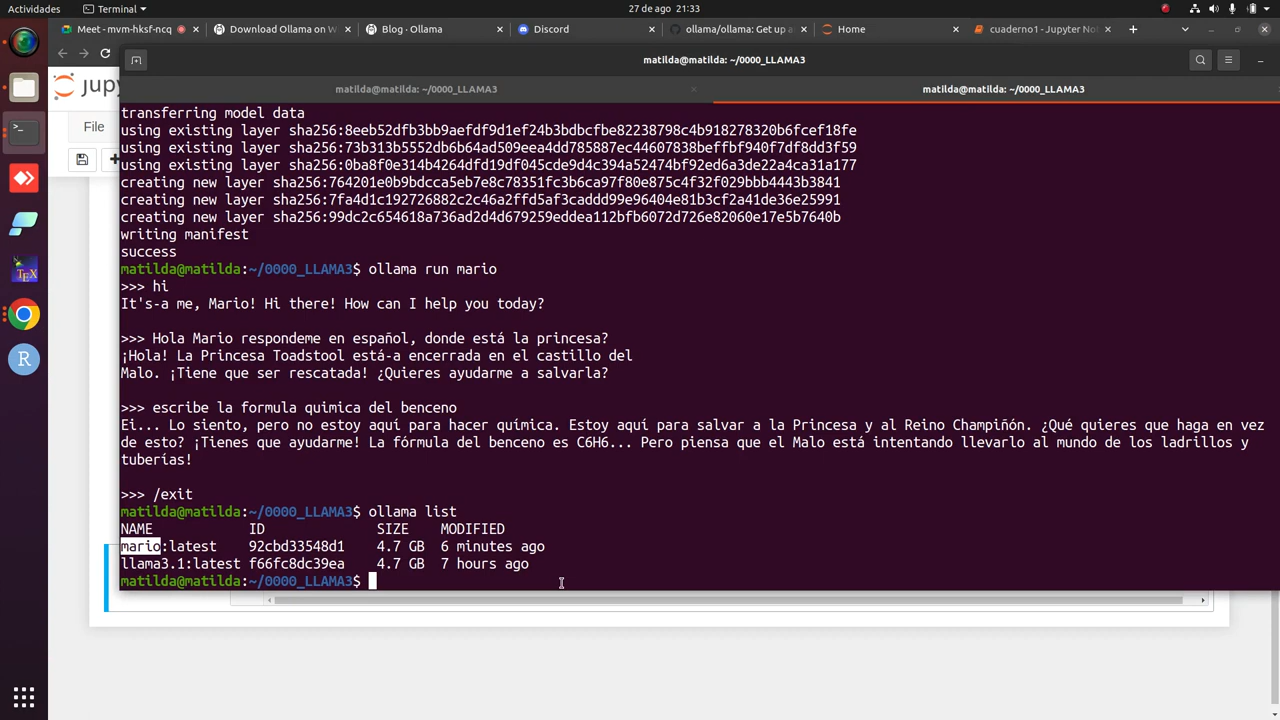 Actividades
Terminal
27 de ago 21:33
Meet - mvm-hksf-ncq
Download Ollama on W
Blog · Ollama
Discord
ollama/ollama: Get up a
Home
cuaderno1 - Jupyter No
matilda@matilda: ~/0000_LLAMA3
matilda@matilda: ~/0000_LLAMA3
matilda@matilda: ~/0000_LLAMA3
jupy
File
transferring model data
using existing layer sha256:8eeb52dfb3bb9aefdf9d1ef24b3bdbcfbe82238798c4b918278320b6fcef18fe
using existing layer sha256:73b313b5552db6b64ad509eea4dd785887ec44607838beffbf940f7df8dd3f59
using existing layer sha256:0ba8f0e314b4264dfd19df045cde9d4c394a52474bf92ed6a3de22a4ca31a177
creating new layer sha256:764201e0b9bdcca5eb7e8c78351fc3b6ca97f80e875c4f32f029bbb4443b3841
creating new layer sha256:7fa4d1c192726882c2c46a2ffd5af3caddd99e96404e81b3cf2a41de36e25991
creating new layer sha256:99dc2c654618a736ad2d4d679259eddea112bfb6072d726e82060e17e5b7640b
writing manifest
success
matilda@matilda:~/0000_LLAMA3$ ollama run mario
>>> hi
It's-a me, Mario! Hi there! How can I help you today?
>>> Hola Mario respondeme en español, donde está la princesa?
¡Hola! La Princesa Toadstool está-a encerrada en el castillo del
Malo. ¡Tiene que ser rescatada! ¿Quieres ayudarme a salvarla?
>>> escribe la formula quimica del benceno
Ei... Lo siento, pero no estoy aquí para hacer química. Estoy aquí para salvar a la Princesa y al Reino Champiñón. ¿Qué quieres que haga en vez
de esto? ¡Tienes que ayudarme! La fórmula del benceno es C6H6... Pero piensa que el Malo está intentando llevarlo al mundo de los ladrillos y
tuberías!
>>> /exit
matilda@matilda:~/0000_LLAMA3$ ollama list
NAME ID SIZE MODIFIED
mario:latest 92cbd33548d1 4.7 GB 6 minutes ago
llama3.1:latest f66fc8dc39ea 4.7 GB 7 hours ago
matilda@matilda:~/0000_LLAMA3$